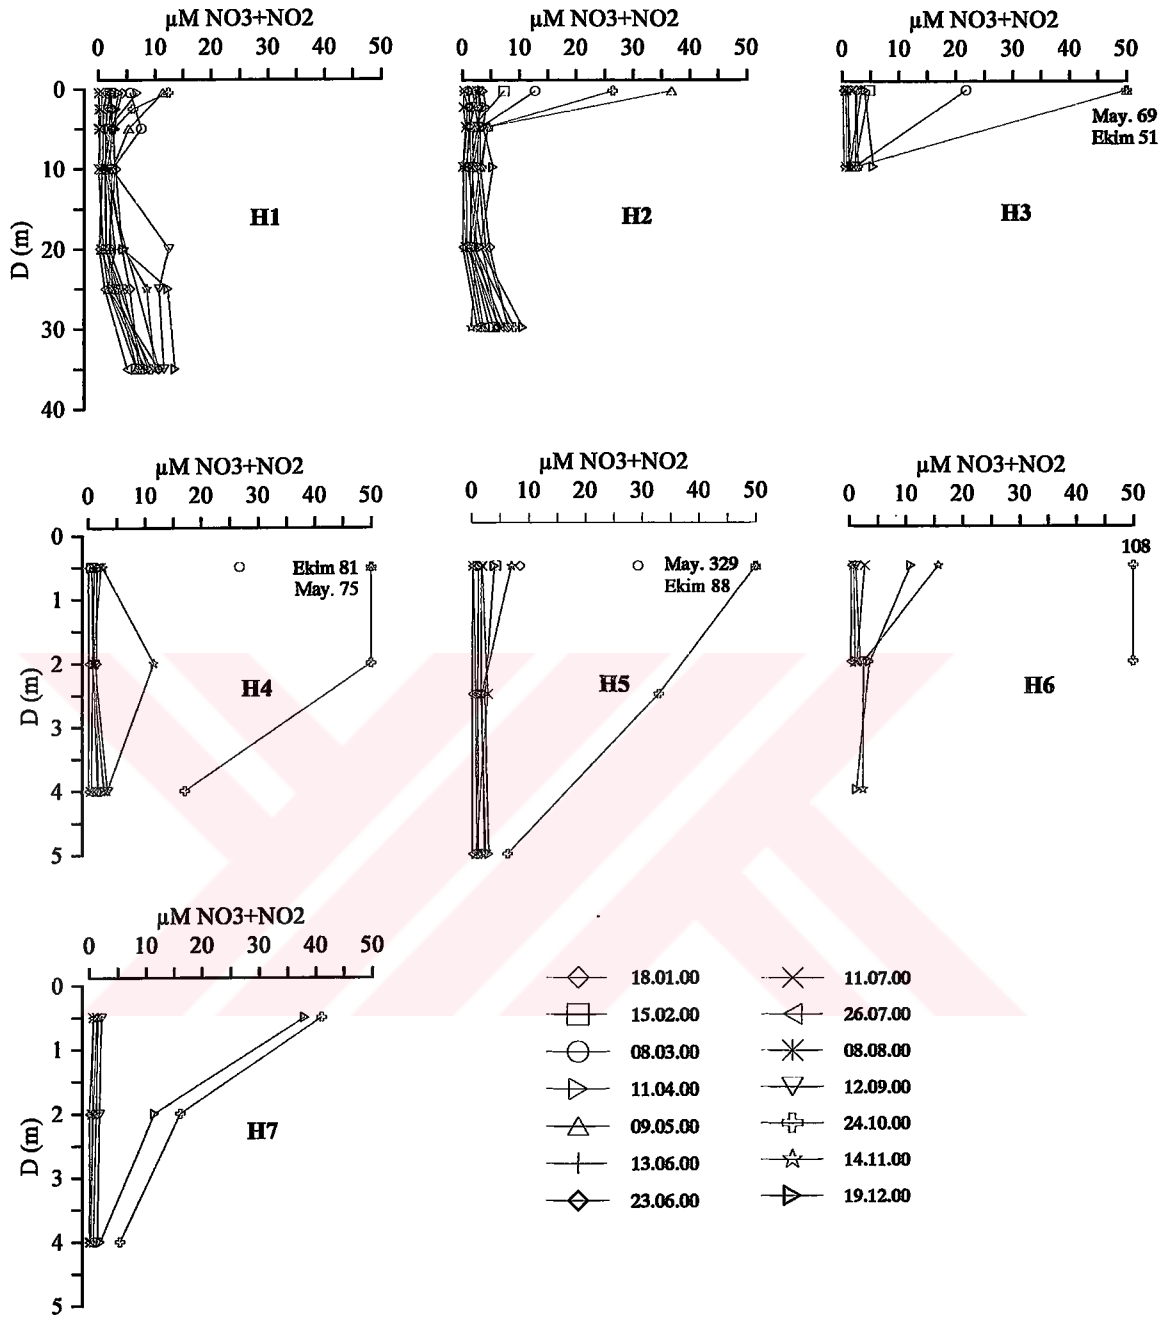 µM NO3+NO2
0 10 20 30 40 50
0
10
20
30
40
D (m)
H1
µM NO3+NO2
0 10 20 30 40 50
H2
µM NO3+NO2
0 10 20 30 40 50
May. 69
Ekim 51
H3
µM NO3+NO2
0 10 20 30 40 50
0
1
2
3
4
5
D (m)
Ekim 81
May. 75
H4
µM NO3+NO2
0 10 20 30 40 50
May. 329
Ekim 88
H5
µM NO3+NO2
0 10 20 30 40 50
108
H6
µM NO3+NO2
0 10 20 30 40 50
0
1
2
3
4
5
D (m)
H7
18.01.00
15.02.00
08.03.00
11.04.00
09.05.00
13.06.00
23.06.00
11.07.00
26.07.00
08.08.00
12.09.00
24.10.00
14.11.00
19.12.00